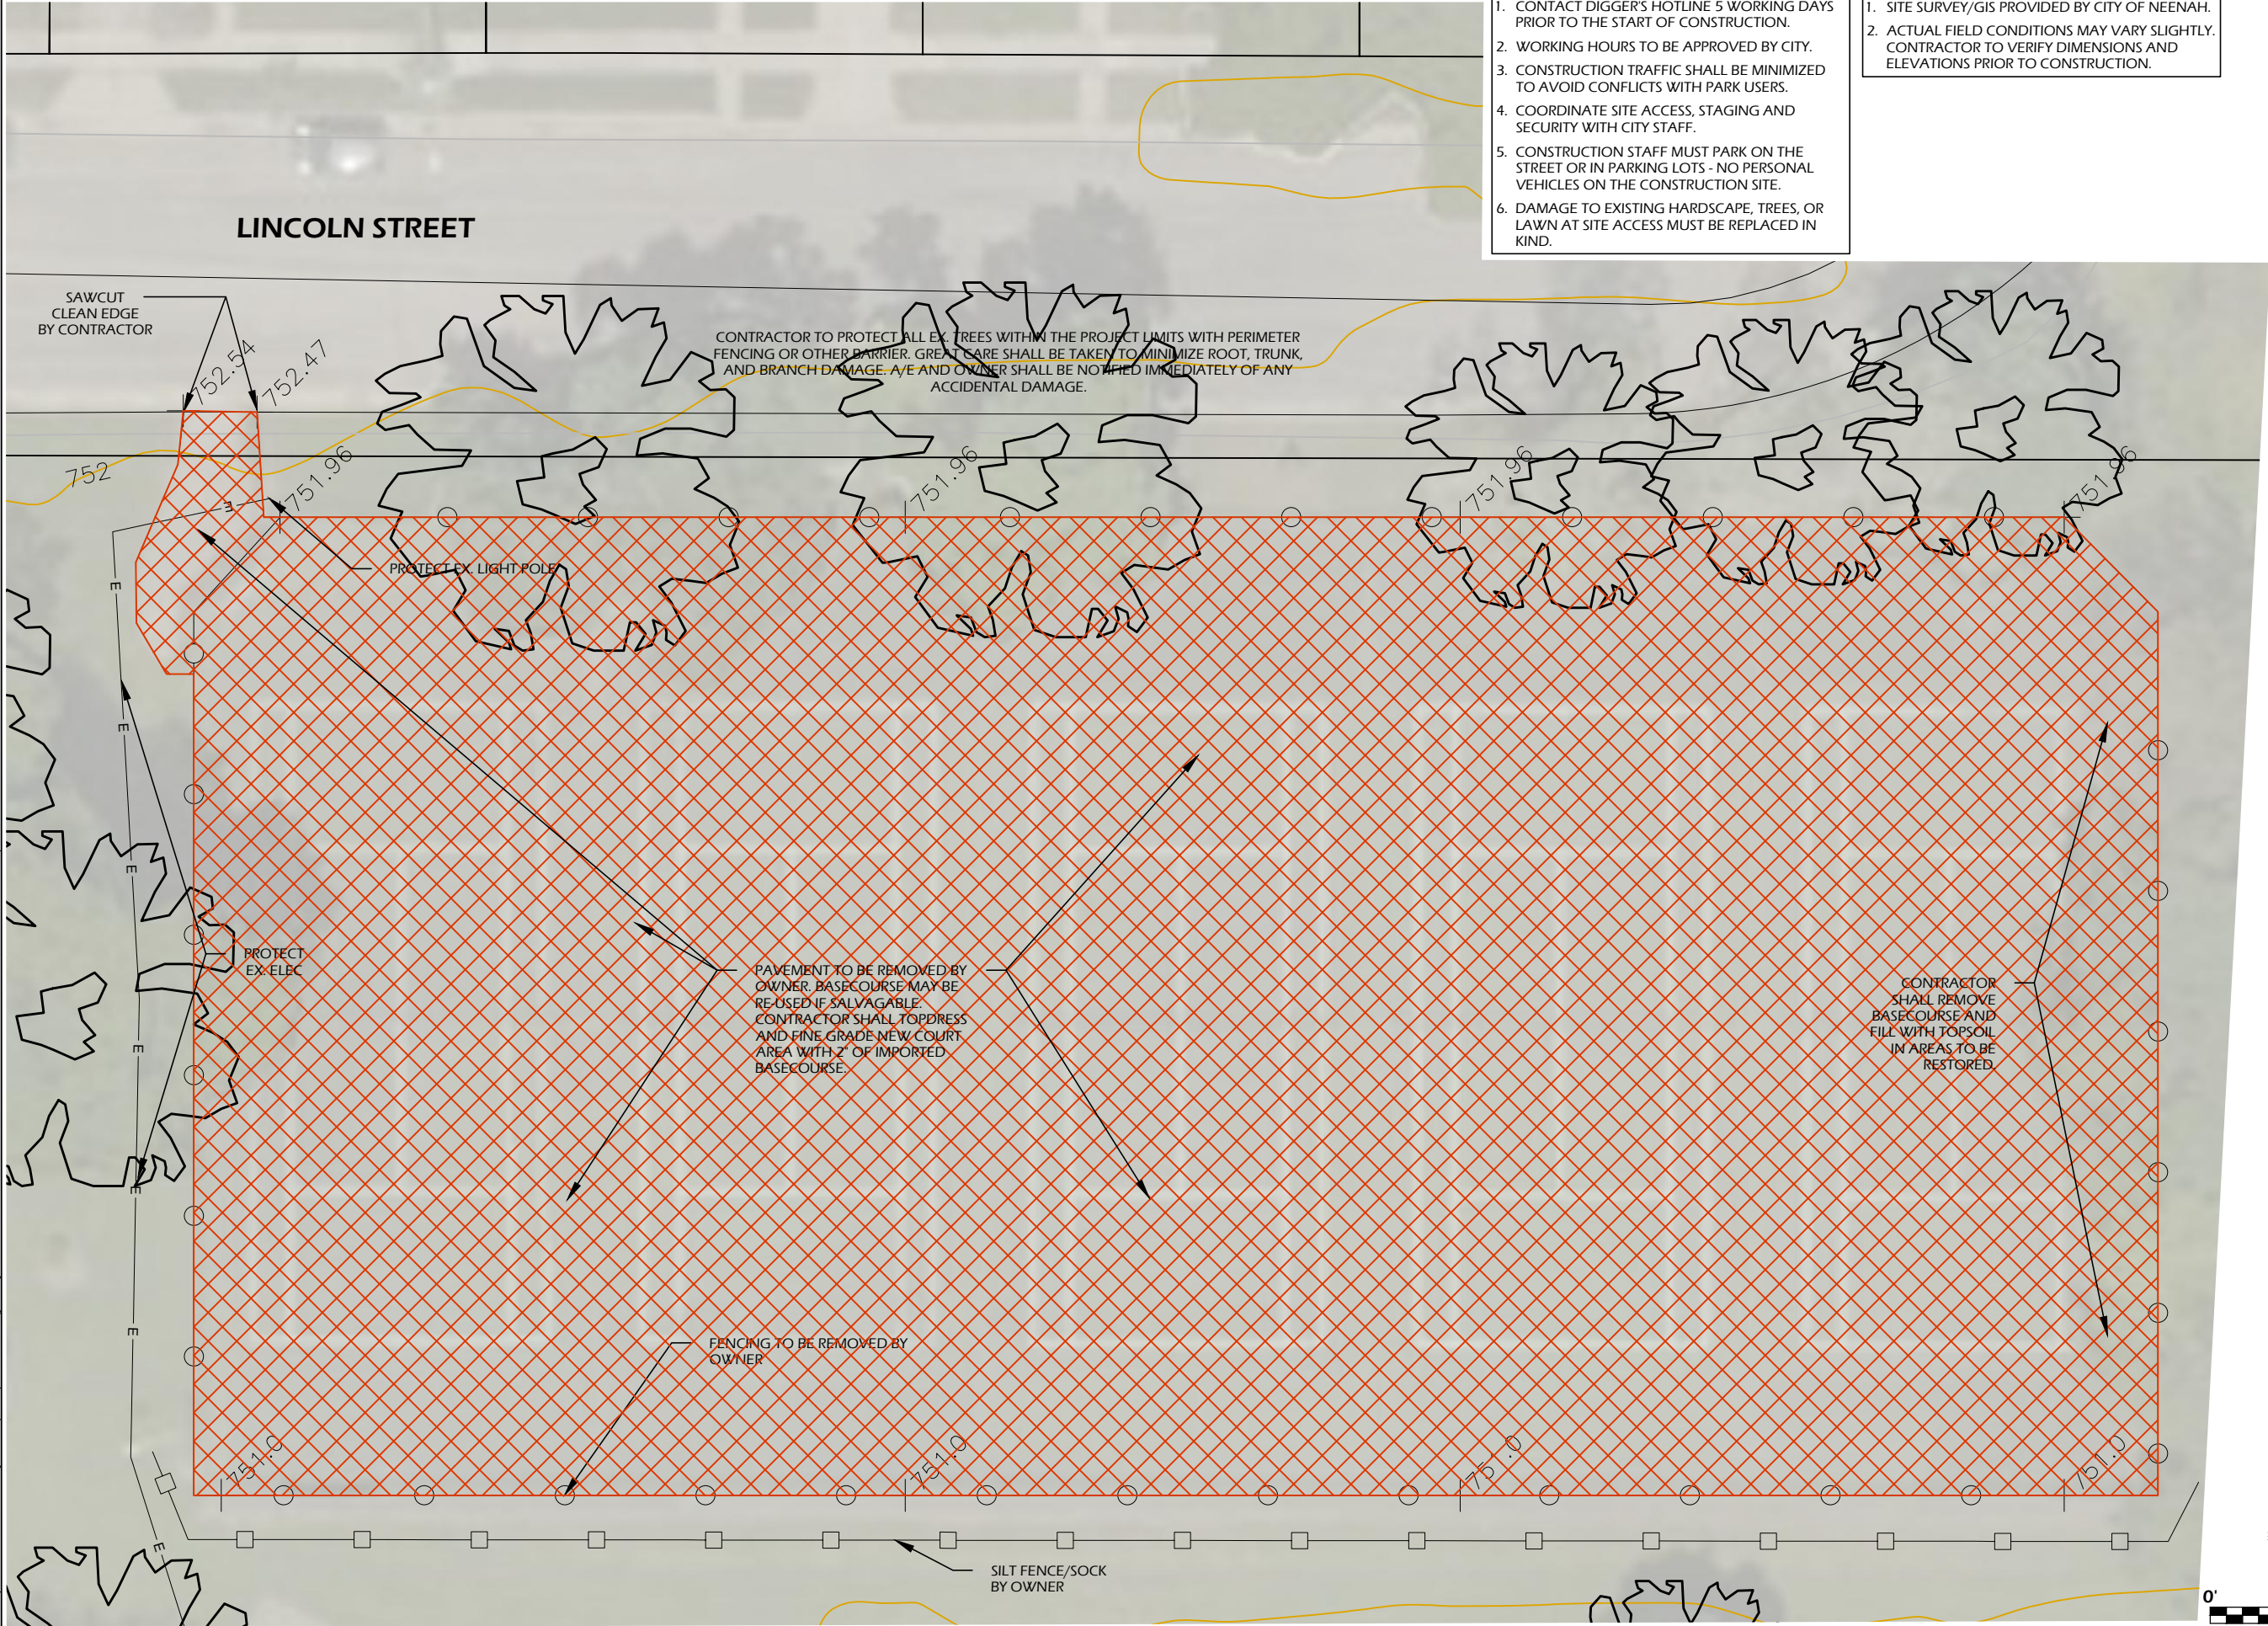 1. CONTACT DIGGER'S HOTLINE 5 WORKING DAYS
PRIOR TO THE START OF CONSTRUCTION.
2. WORKING HOURS TO BE APPROVED BY CITY.
3. CONSTRUCTION TRAFFIC SHALL BE MINIMIZED
TO AVOID CONFLICTS WITH PARK USERS.
4. COORDINATE SITE ACCESS, STAGING AND
SECURITY WITH CITY STAFF.
5. CONSTRUCTION STAFF MUST PARK ON THE
STREET OR IN PARKING LOTS - NO PERSONAL
VEHICLES ON THE CONSTRUCTION SITE.
6. DAMAGE TO EXISTING HARDSCAPE, TREES, OR
LAWN AT SITE ACCESS MUST BE REPLACED IN
KIND.
1. SITE SURVEY/GIS PROVIDED BY CITY OF NEENAH.
2. ACTUAL FIELD CONDITIONS MAY VARY SLIGHTLY.
CONTRACTOR TO VERIFY DIMENSIONS AND
ELEVATIONS PRIOR TO CONSTRUCTION.
LINCOLN STREET
SAWCUT
CLEAN EDGE
BY CONTRACTOR
752.54
752.47
CONTRACTOR TO PROTECT ALL EX. TREES WITHIN THE PROJECT LIMITS WITH PERIMETER
FENCING OR OTHER BARRIER. GREAT CARE SHALL BE TAKEN TO MINIMIZE ROOT, TRUNK,
AND BRANCH DAMAGE. A/E AND OWNER SHALL BE NOTIFIED IMMEDIATELY OF ANY
ACCIDENTAL DAMAGE.
752
751.96
751.96
751.96
751.96
E
PROTECT EX. LIGHT POLE
E
E
E
PROTECT
EX. ELEC
PAVEMENT TO BE REMOVED BY
OWNER. BASECOURSE MAY BE
RE-USED IF SALVAGABLE.
CONTRACTOR SHALL TOPDRESS
AND FINE GRADE NEW COURT
AREA WITH 2" OF IMPORTED
BASECOURSE.
CONTRACTOR
SHALL REMOVE
BASECOURSE AND
FILL WITH TOPSOIL
IN AREAS TO BE
RESTORED.
E
E
E
FENCING TO BE REMOVED BY
OWNER
751.0
751.0
75 .0
751.0
E
SILT FENCE/SOCK
BY OWNER
0'